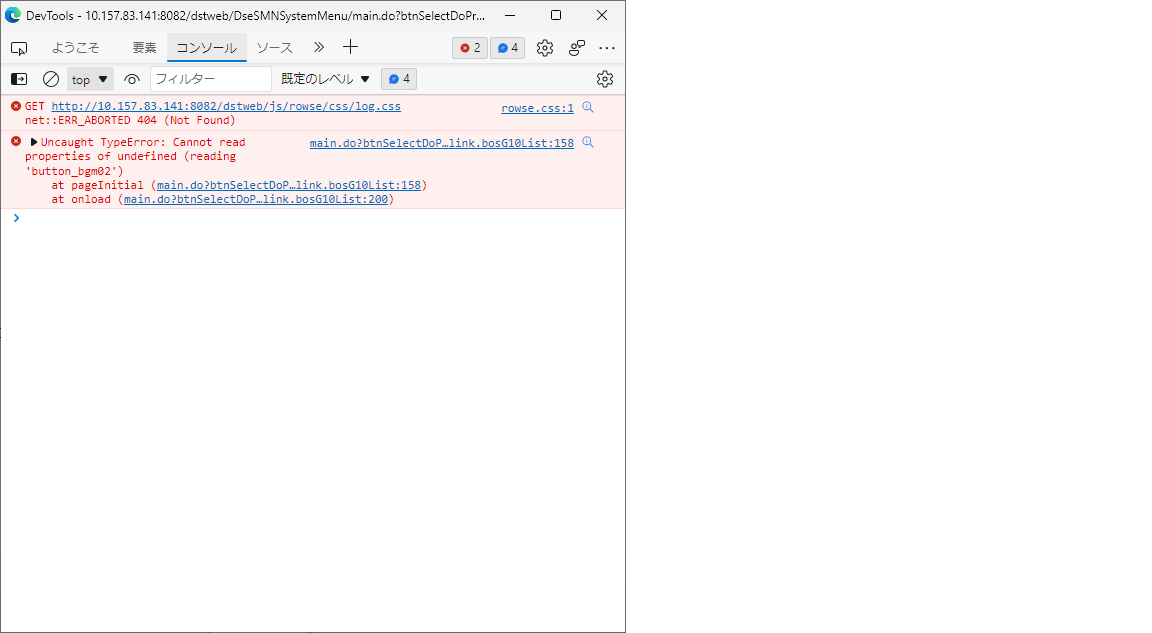 DevTools - 10.157.83.141:8082/dstweb/DseSMNSystemMenu/main.do?btnSelectDoPr...
ようこそ 要素 コンソール ソース 2 4
top フィルター 既定のレベル 4
GET http://10.157.83.141:8082/dstweb/js/rowse/css/log.css rowse.css:1
net::ERR_ABORTED 404 (Not Found)
Uncaught TypeError: Cannot read main.do?btnSelectDoP…link.bosG10List:158
properties of undefined (reading
'button_bgm02')
at pageInitial (main.do?btnSelectDoP…link.bosG10List:158)
at onload (main.do?btnSelectDoP…link.bosG10List:200)